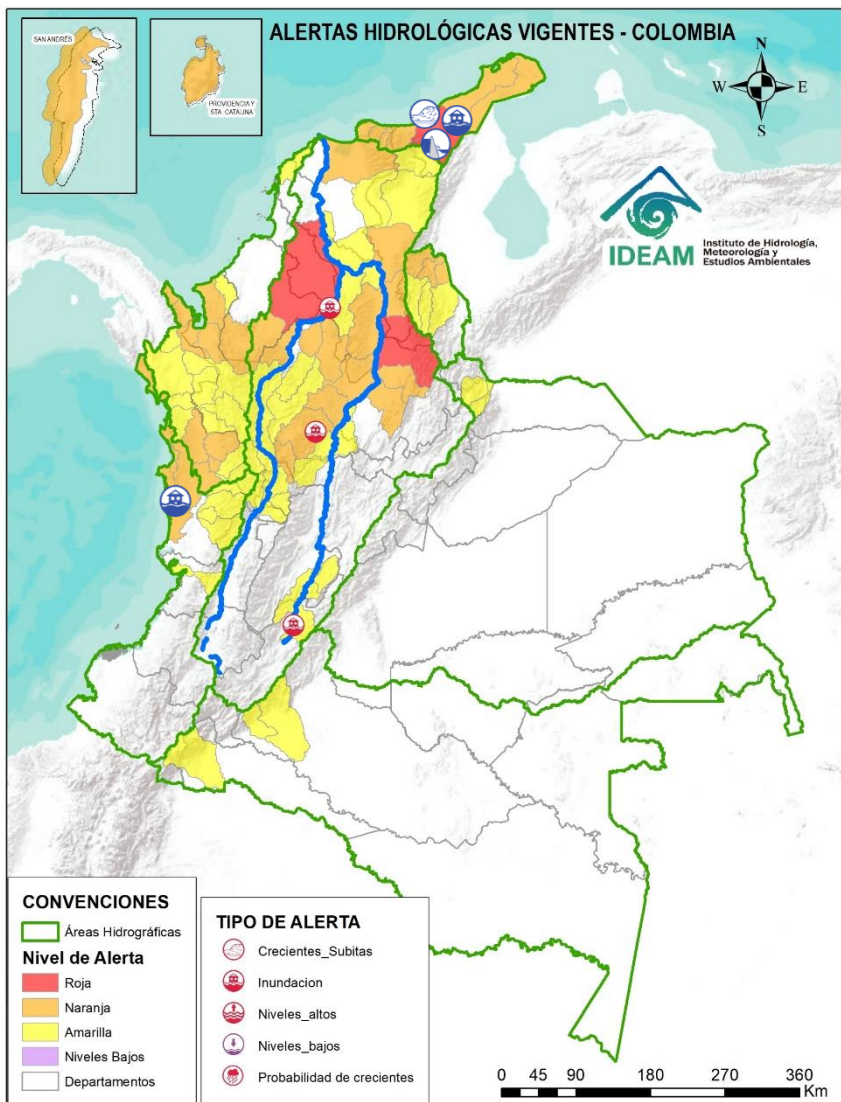 ALERTAS HIDROLÓGICAS VIGENTES - COLOMBIA
SAN ANDRÉS
PROVIDENCIA Y
STA. CATALINA
N
W
E
S
IDEAM
Instituto de Hidrología,
Meteorología y
Estudios Ambientales
CONVENCIONES
Áreas Hidrográficas
Nivel de Alerta
Roja
Naranja
Amarilla
Niveles Bajos
Departamentos
TIPO DE ALERTA
Crecientes_Subitas
Inundacion
Niveles_altos
Niveles_bajos
Probabilidad de crecientes
0 45 90 180 270 360
Km